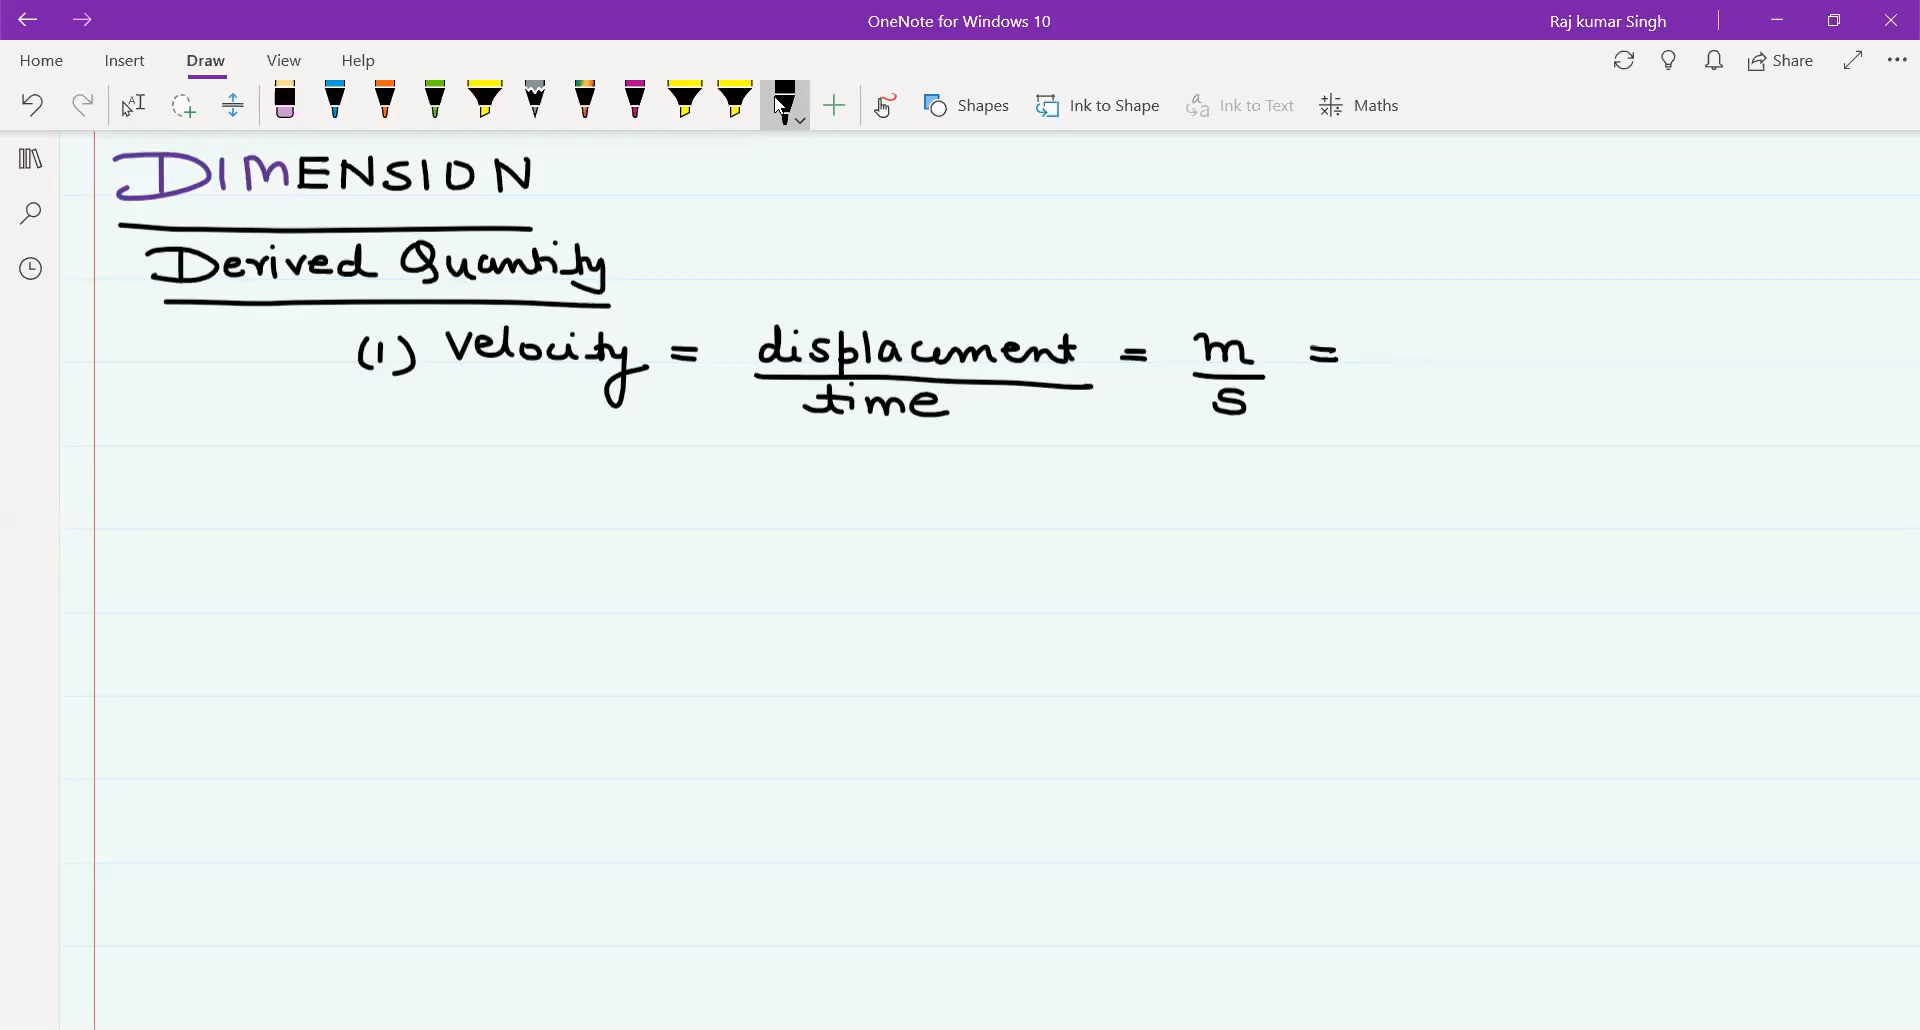 OneNote for Windows 10
Raj kumar Singh
Home Insert Draw View Help
Share
Shapes Ink to Shape Ink to Text Maths
DIMENSION
Derived Quantity
(1) Velocity = displacement = m =
time s